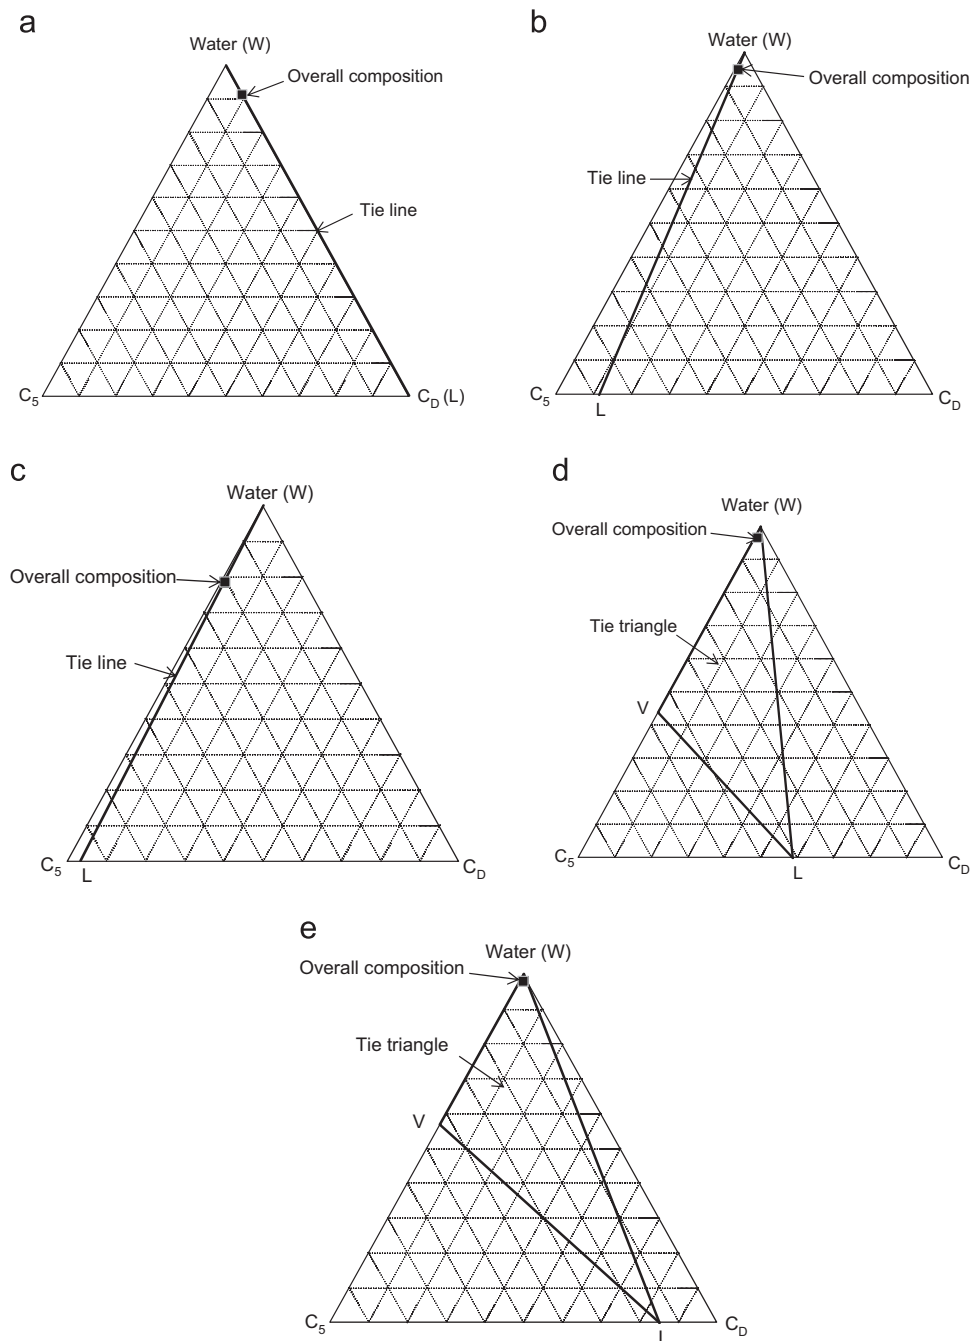 a
Water (W)
Overall composition
Tie line
C5
CD (L)
b
Water (W)
Overall composition
Tie line
C5
L
CD
c
Water (W)
Overall composition
Tie line
C5
L
CD
d
Water (W)
Overall composition
Tie triangle
V
C5
L
CD
e
Water (W)
Overall composition
Tie triangle
V
C5
L
CD